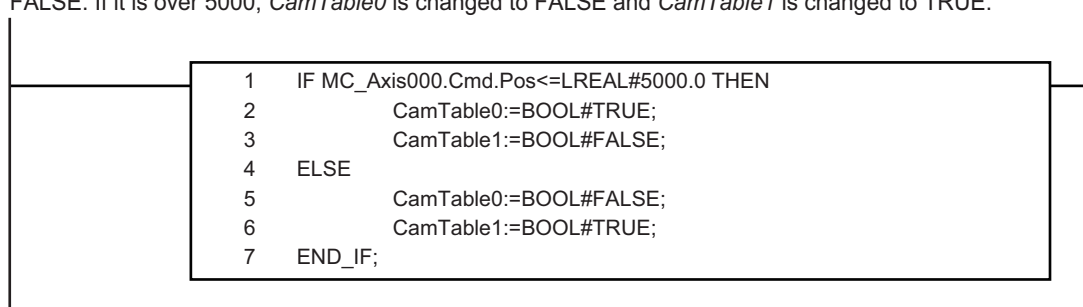 FALSE. If it is over 5000, CamTable0 is changed to FALSE and CamTable1 is changed to TRUE.
1 IF MC_Axis000.Cmd.Pos<=LREAL#5000.0 THEN
2 CamTable0:=BOOL#TRUE;
3 CamTable1:=BOOL#FALSE;
4 ELSE
5 CamTable0:=BOOL#FALSE;
6 CamTable1:=BOOL#TRUE;
7 END_IF;